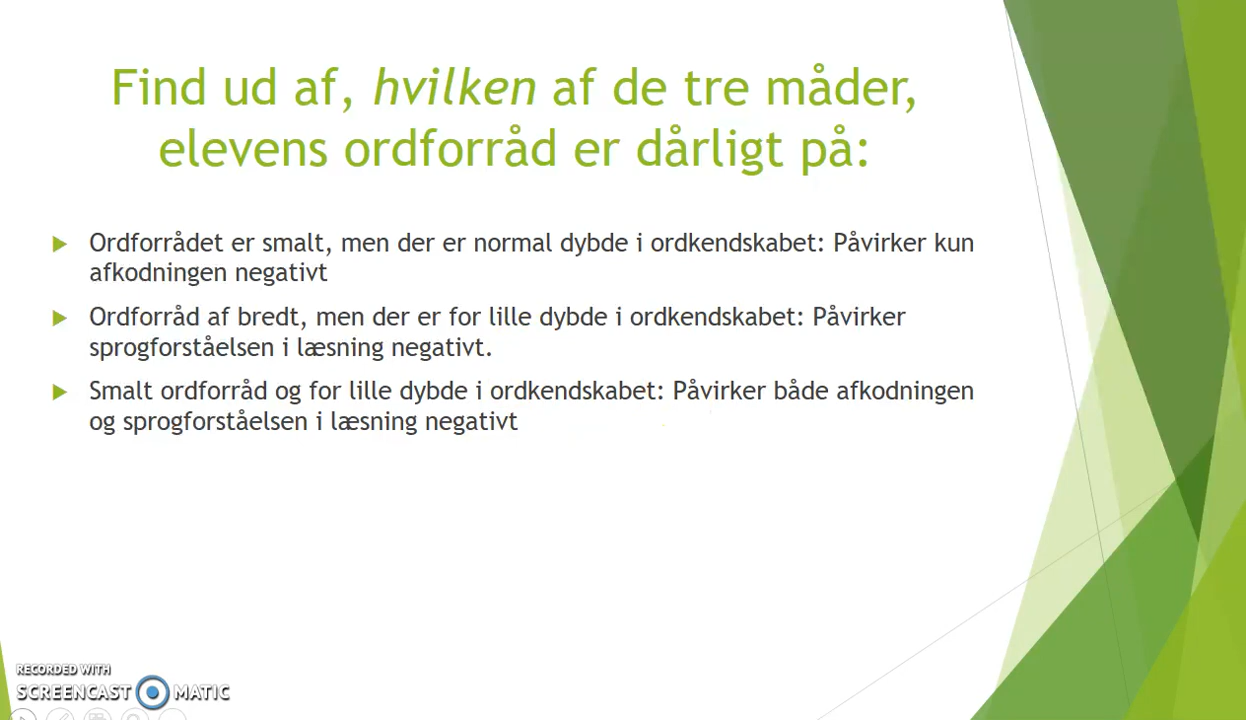 Find ud af, hvilken af de tre måder,
elevens ordforråd er dårligt på:
Ordforrådet er smalt, men der er normal dybde i ordkendskabet: Påvirker kun
afkodningen negativt
Ordforråd af bredt, men der er for lille dybde i ordkendskabet: Påvirker
sprogforståelsen i læsning negativt.
Smalt ordforråd og for lille dybde i ordkendskabet: Påvirker både afkodningen
og sprogforståelsen i læsning negativt
RECORDED WITH
SCREENCAST MATIC